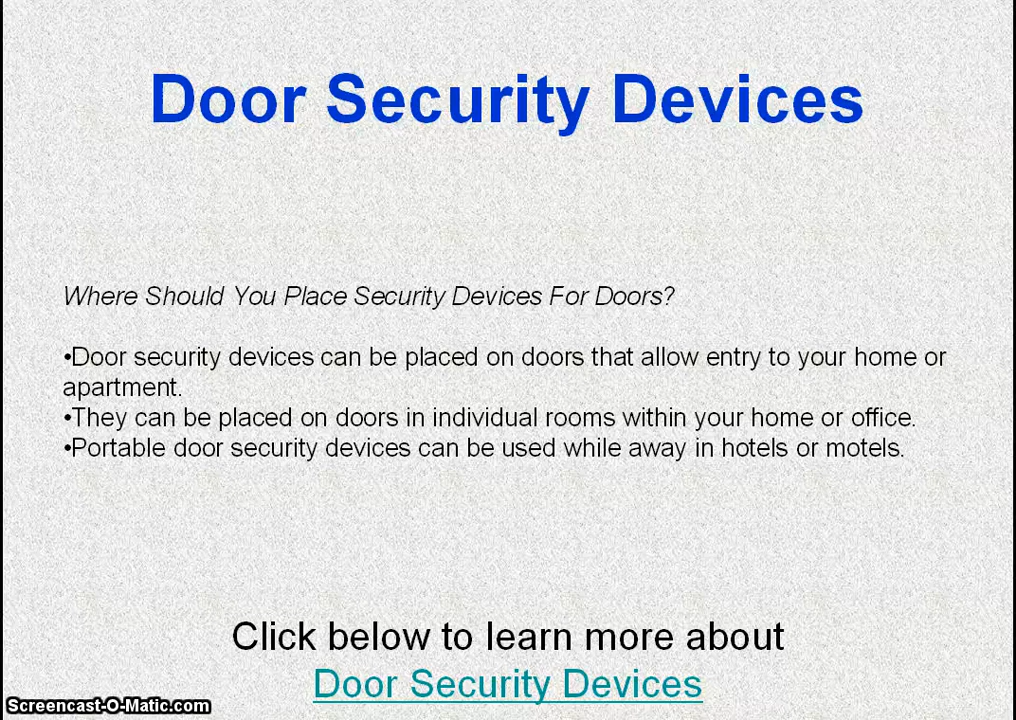 Door Security Devices
Where Should You Place Security Devices For Doors?
•Door security devices can be placed on doors that allow entry to your home or
apartment.
•They can be placed on doors in individual rooms within your home or office.
•Portable door security devices can be used while away in hotels or motels.
Click below to learn more about
Door Security Devices
Screencast-O-Matic.com